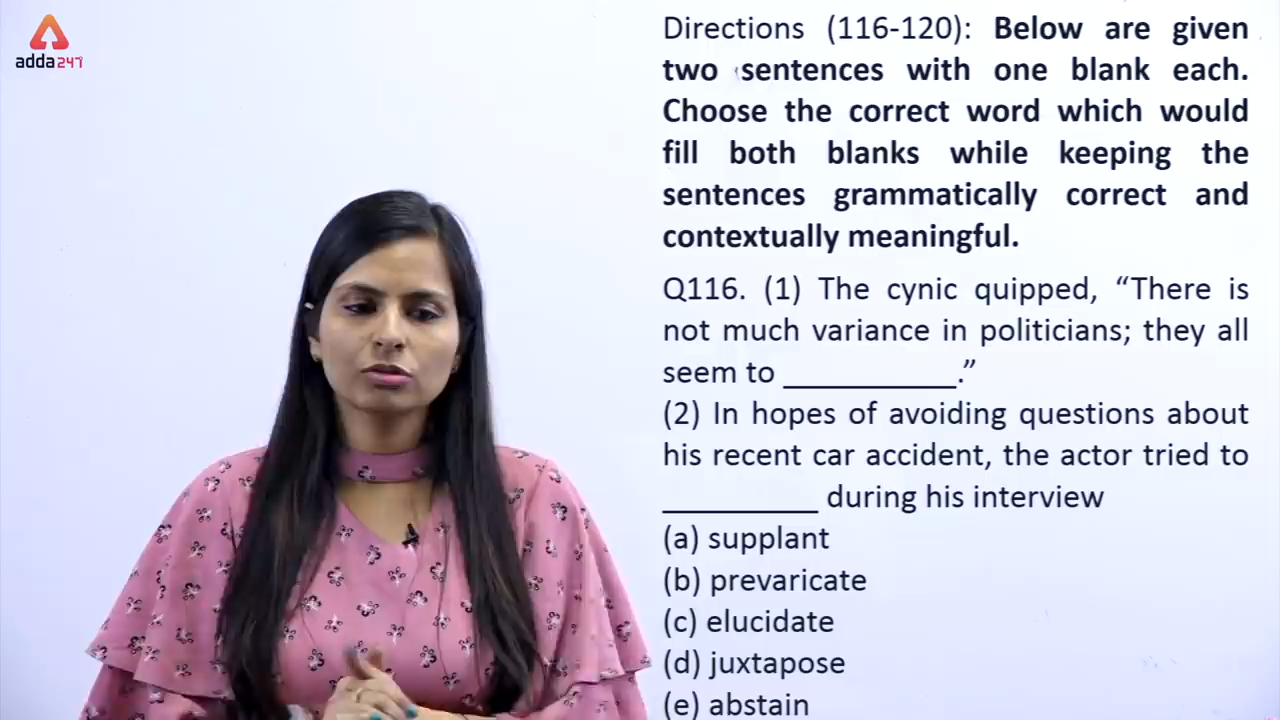 adda247
Directions (116-120): Below are given
two sentences with one blank each.
Choose the correct word which would
fill both blanks while keeping the
sentences grammatically correct and
contextually meaningful.
Q116. (1) The cynic quipped, “There is
not much variance in politicians; they all
seem to ___________.”
(2) In hopes of avoiding questions about
his recent car accident, the actor tried to
__________ during his interview
(a) supplant
(b) prevaricate
(c) elucidate
(d) juxtapose
(e) abstain